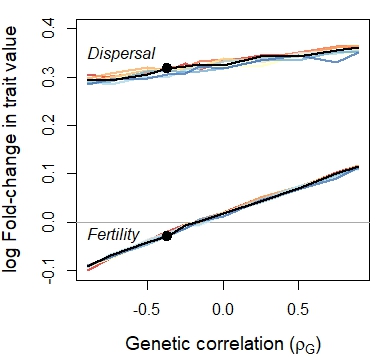 log Fold-change in trait value
0.4
0.3
0.2
0.1
0.0
-0.1
Dispersal
Fertility
-0.5
0.0
0.5
Genetic correlation (ρG)